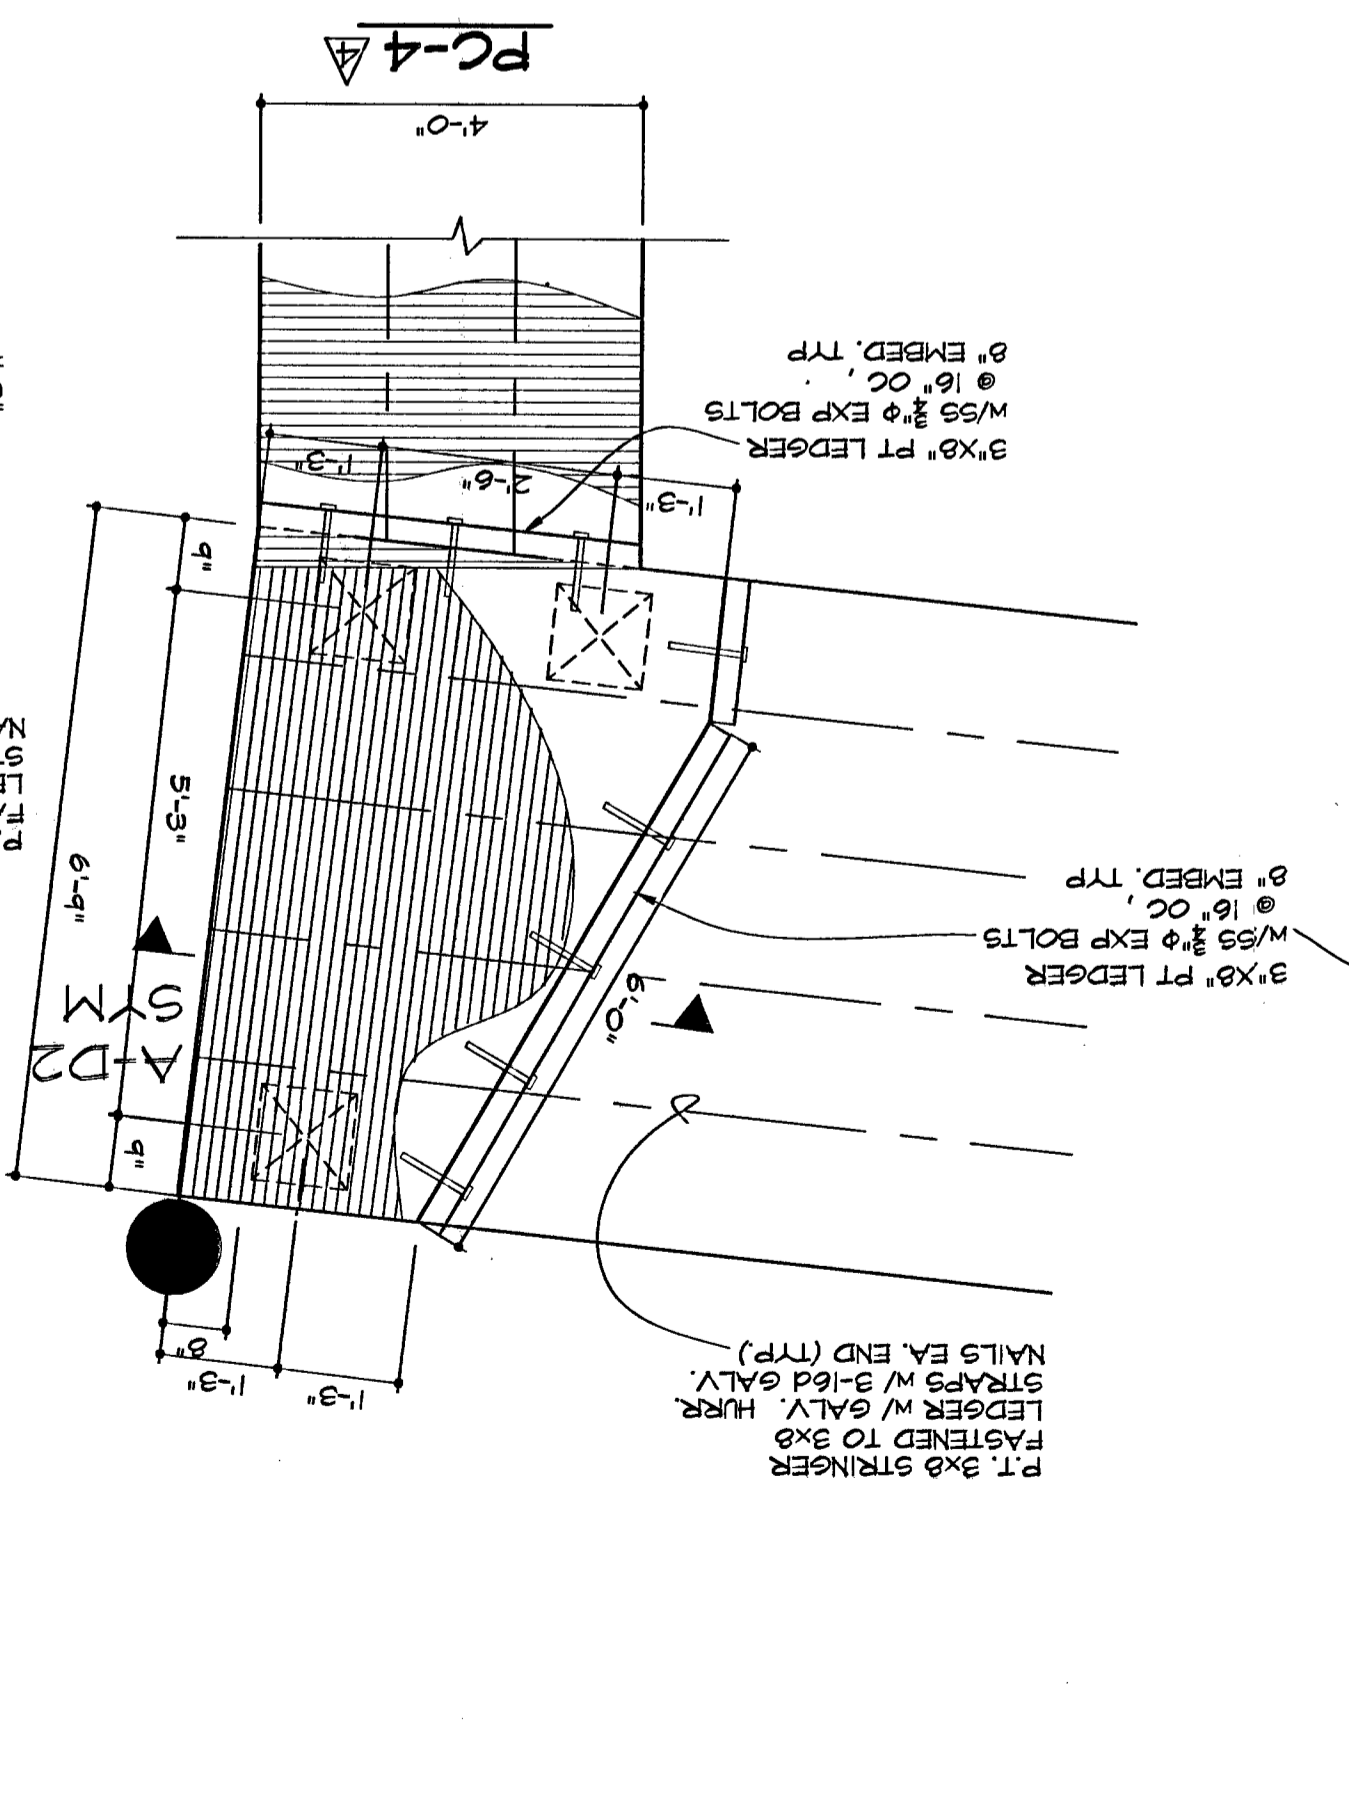 P.T. 3x8 STRINGER
FASTENED TO 3x8
LEDGER W/ GALV. HURR.
STRAPS W/ 3-16d GALV.
NAILS EA. END (TYP.)
1'-3"
1'-3"
8"
9"
A-D2
SYM
6'-0"
3"X8" PT LEDGER
W/SS 3/4"Φ EXP BOLTS
@ 16" OC,
8" EMBED. TYP
6'-9"
5'-3"
9"
1'-3"
2'-6"
1'-3"
3"X8" PT LEDGER
W/SS 3/4"Φ EXP BOLTS
@ 16" OC,
8" EMBED. TYP
4'-0"
PC-4
4